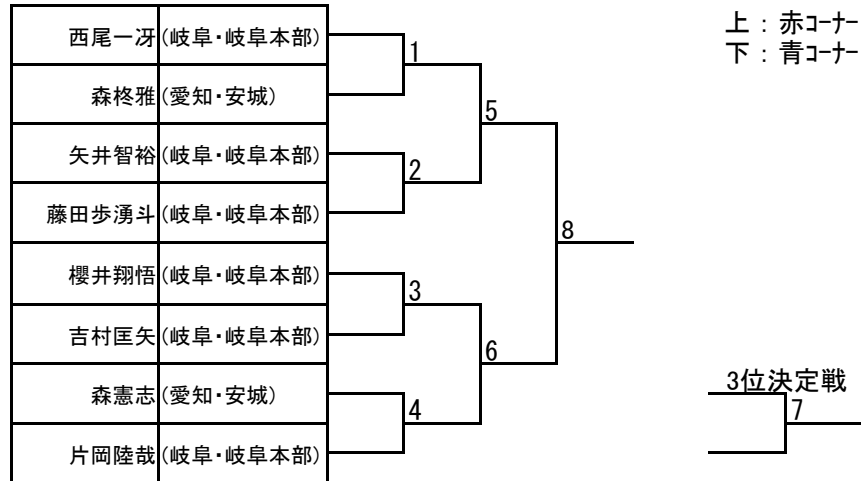 上：赤コーナー
下：青コーナー
西尾一冴(岐阜・岐阜本部)
1
森柊雅(愛知・安城)
5
矢井智裕(岐阜・岐阜本部)
2
藤田歩湧斗(岐阜・岐阜本部)
8
櫻井翔悟(岐阜・岐阜本部)
3
吉村匡矢(岐阜・岐阜本部)
6
森憲志(愛知・安城)
3位決定戦
4
7
片岡陸哉(岐阜・岐阜本部)